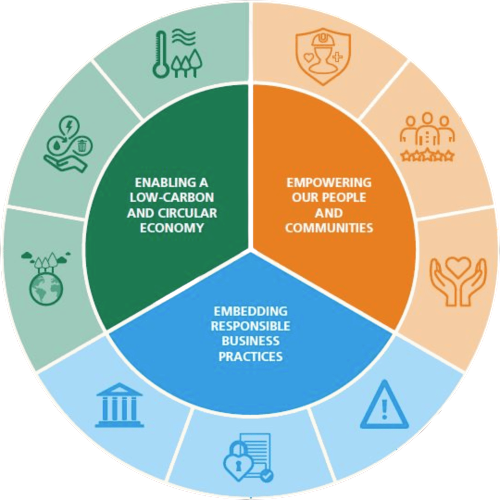 ENABLING A
LOW-CARBON
AND CIRCULAR
ECONOMY
EMPOWERING
OUR PEOPLE
AND
COMMUNITIES
EMBEDDING
RESPONSIBLE
BUSINESS
PRACTICES